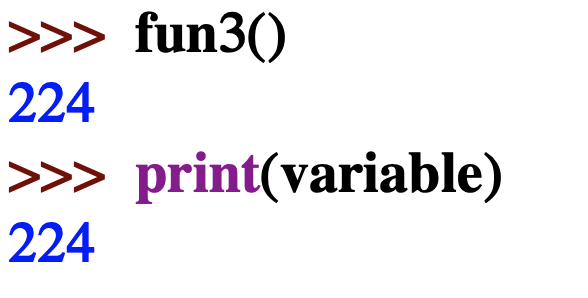 >>> fun3()
224
>>> print(variable)
224